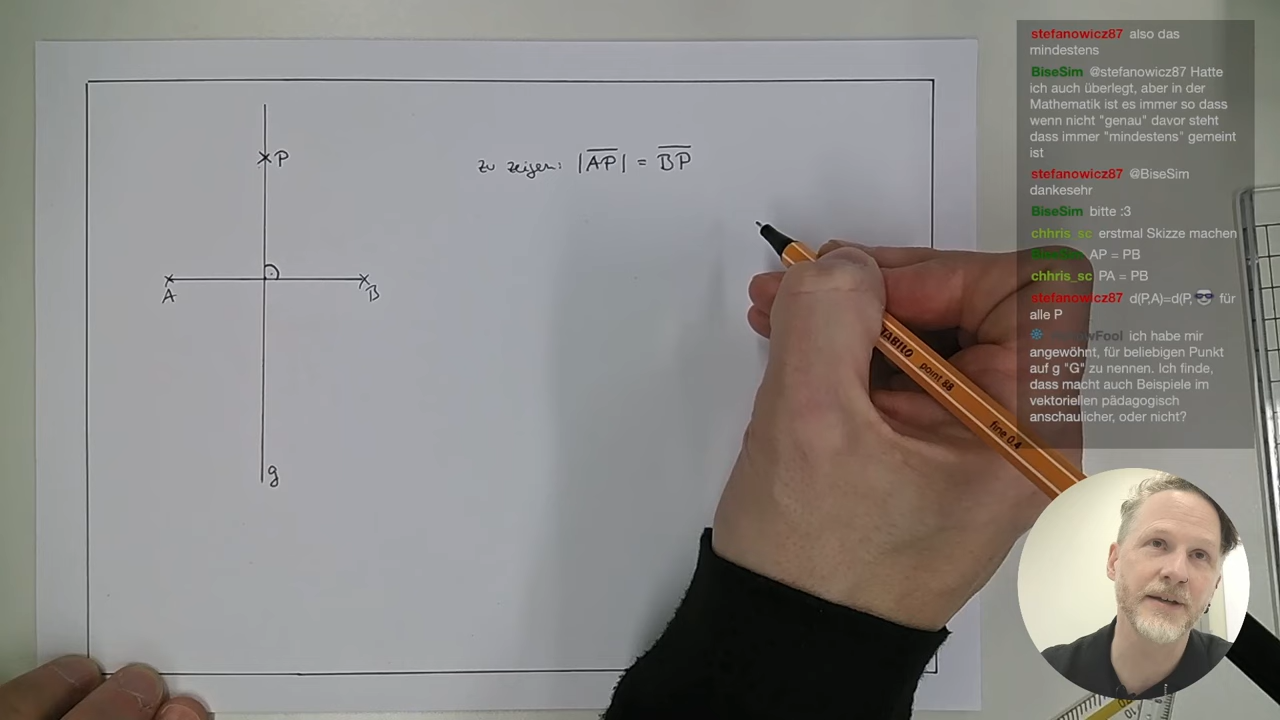 P
zu zeigen: |AP| = BP
A
B
g
STABILO point 88
fine 0.4
stefanowicz87 also das
mindestens
BiseSim @stefanowicz87 Hatte
ich auch überlegt, aber in der
Mathematik ist es immer so dass
wenn nicht "genau" davor steht
dass immer "mindestens" gemeint
ist
stefanowicz87 @BiseSim
dankesehr
BiseSim bitte :3
chhris_sc erstmal Skizze machen
BiseSim AP = PB
chhris_sc PA = PB
stefanowicz87 d(P,A)=d(P,😎 für
alle P
ich habe mir
angewöhnt, für beliebigen Punkt
auf g "G" zu nennen. Ich finde,
dass macht auch Beispiele im
vektoriellen pädagogisch
anschaulicher, oder nicht?
10